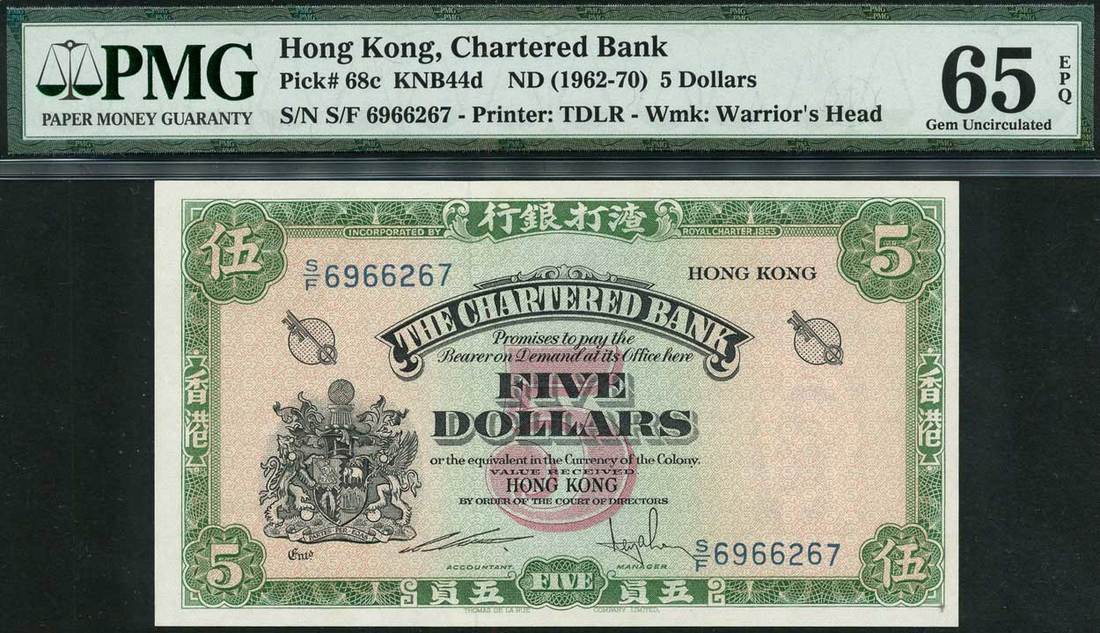 PMG
PAPER MONEY GUARANTY
Hong Kong, Chartered Bank
Pick# 68c KNB44d ND (1962-70) 5 Dollars
S/N S/F 6966267 - Printer: TDLR - Wmk: Warrior's Head
65 EPQ
Gem Uncirculated
行銀打渣
INCORPORATED BY ROYAL CHARTER.1853
伍 5
S/F 6966267
HONG KONG
THE CHARTERED BANK
Promises to pay the
Bearer on Demand at its Office here
FIVE
DOLLARS
5
or the equivalent in the Currency of the Colony.
VALUE RECEIVED
HONG KONG
BY ORDER OF THE COURT OF DIRECTORS
香港
香港
Entd
ACCOUNTANT
MANAGER
S/F 6966267
5 伍
員五 FIVE 員五
THOMAS DE LA RUE COMPANY, LIMITED.